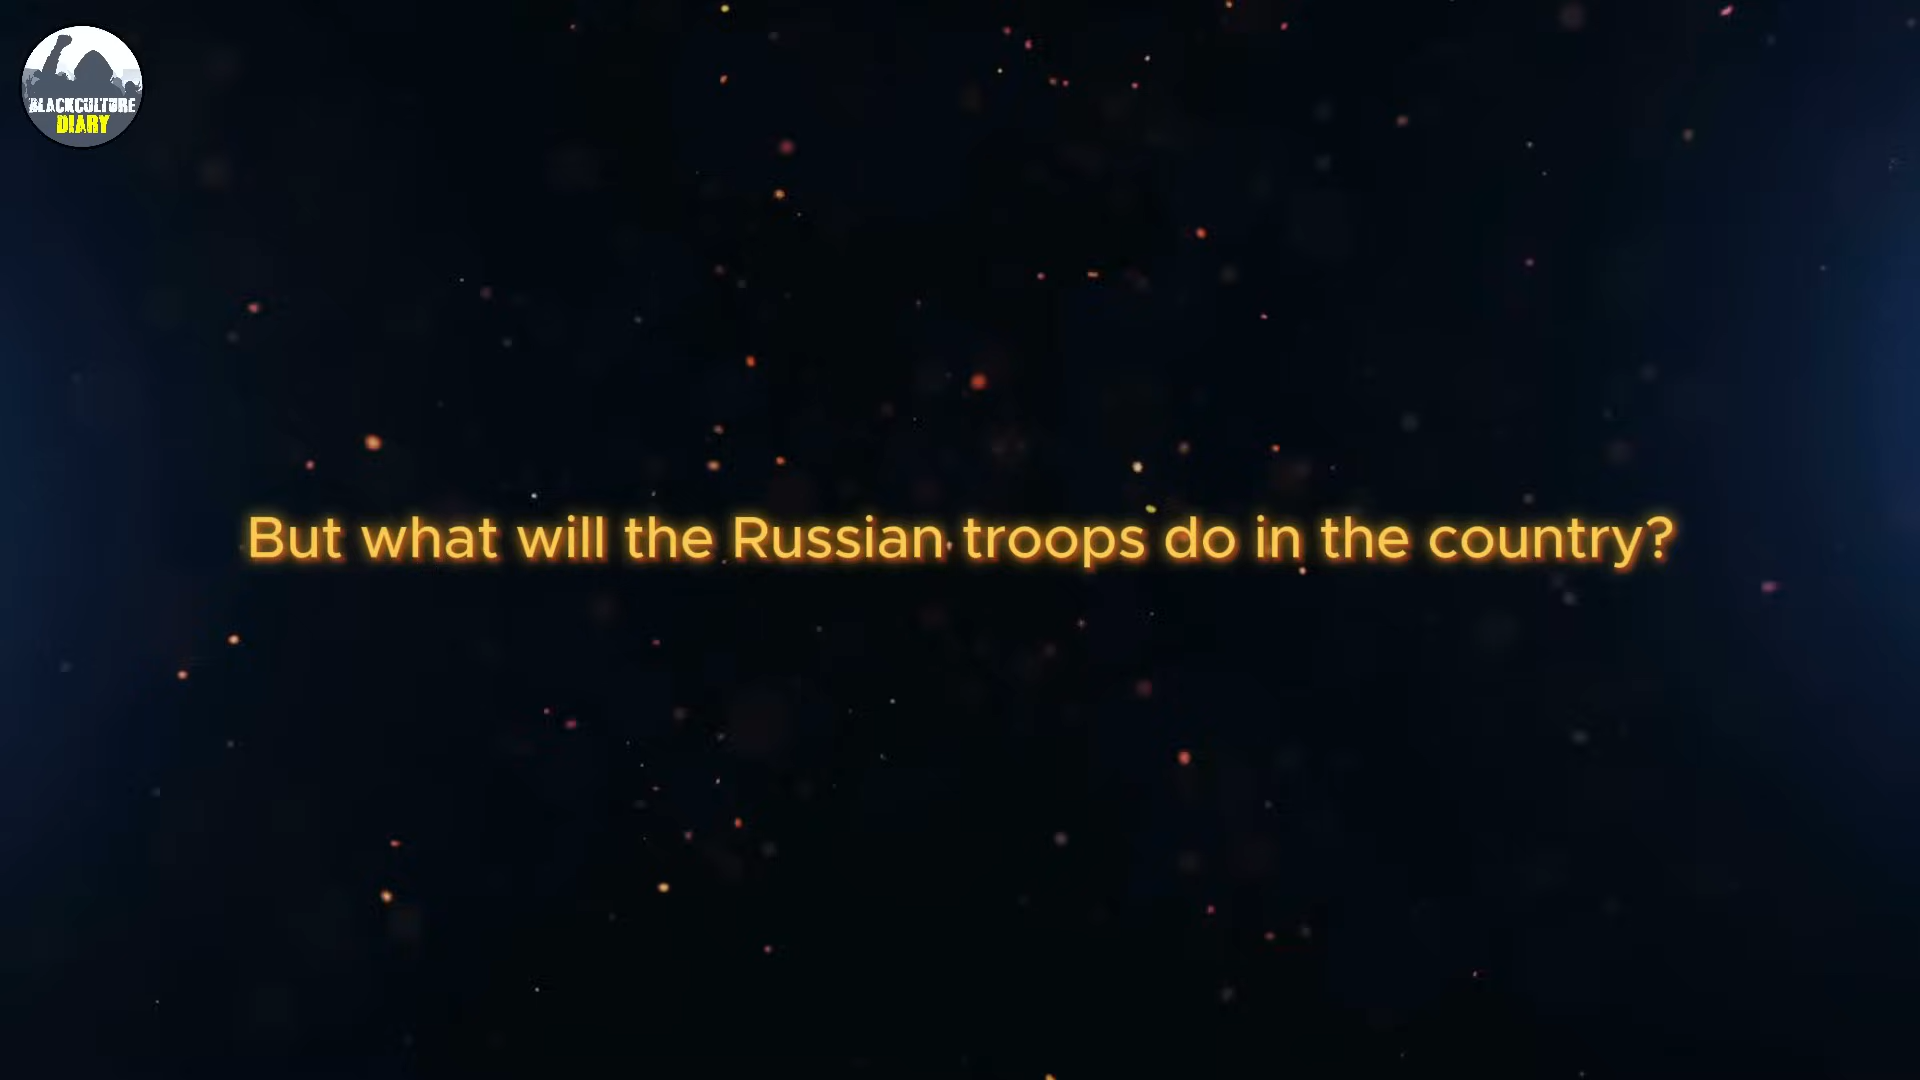 BLACKCULTURE
DIARY
But what will the Russian troops do in the country?